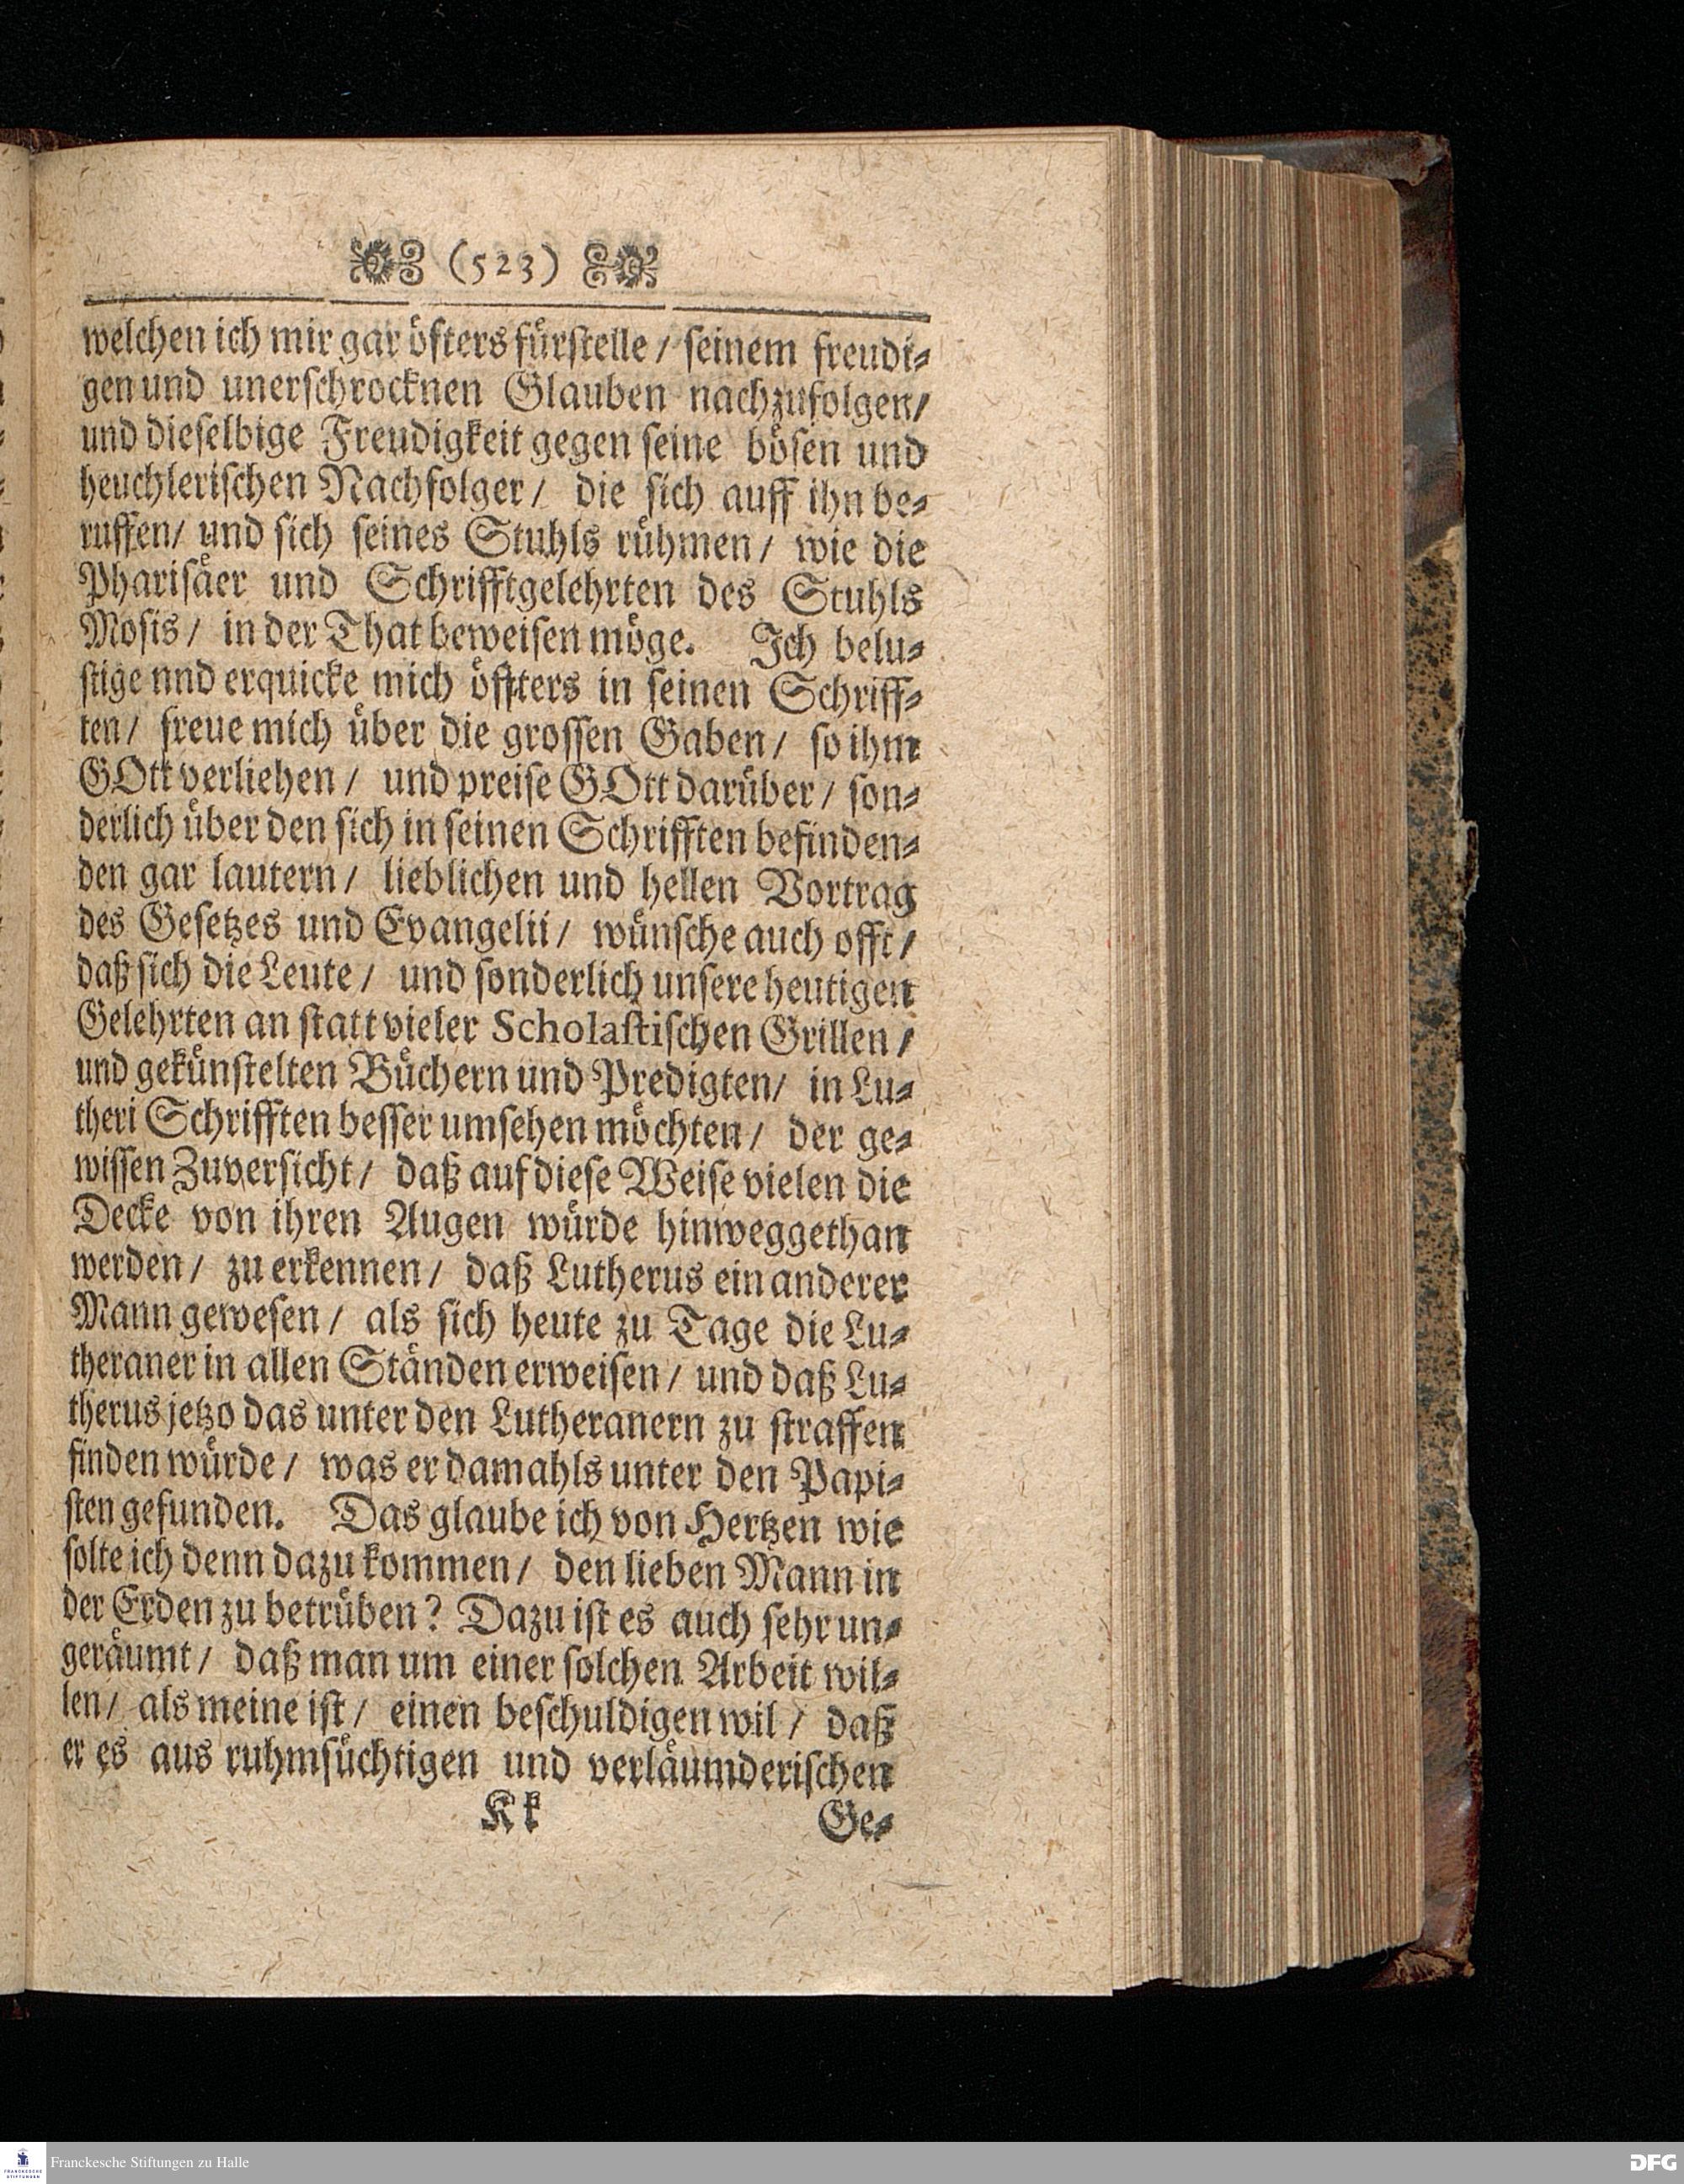 (523)
welchen ich mir gar öfters fürstelle / seinem freudi⸗
gen und unerschrocknen Glauben nachzufolgen/
und dieselbige Freudigkeit gegen seine bösen und
heuchlerischen Nachfolger / die sich auff ihn be⸗
ruffen/ und sich seines Stuhls rühmen / wie die
Pharisäer und Schrifftgelehrten des Stuhls
Mosis / in der That beweisen möge. Ich belu⸗
stige nnd erquicke mich öffters in seinen Schriff⸗
ten / freue mich über die grossen Gaben / so ihm
GOtt verliehen / und preise GOtt darüber / son⸗
derlich über den sich in seinen Schrifften befinden⸗
den gar lautern / lieblichen und hellen Vortrag
des Gesetzes und Evangelii / wünsche auch offt /
daß sich die Leute / und sonderlich unsere heutigen
Gelehrten an statt vieler Scholastischen Grillen /
und gekünstelten Büchern und Predigten/ in Lu⸗
theri Schrifften besser umsehen möchten / der ge⸗
wissen Zuversicht / daß auf diese Weise vielen die
Decke von ihren Augen würde hinweggethan
werden / zu erkennen / daß Lutherus ein anderer
Mann gewesen / als sich heute zu Tage die Lu⸗
theraner in allen Ständen erweisen / und daß Lu⸗
therus jetzo das unter den Lutheranern zu straffen
finden würde / was er damahls unter den Papi⸗
sten gefunden. Das glaube ich von Hertzen wie
solte ich denn dazu kommen / den lieben Mann in
der Erden zu betrüben? Dazu ist es auch sehr un⸗
geräumt / daß man um einer solchen Arbeit wil⸗
len / als meine ist / einen beschuldigen wil / daß
er es aus ruhmsüchtigen und verläumderischen
Kk Ge⸗
FRANCKESCHE STIFTUNGEN
Franckesche Stiftungen zu Halle
DFG